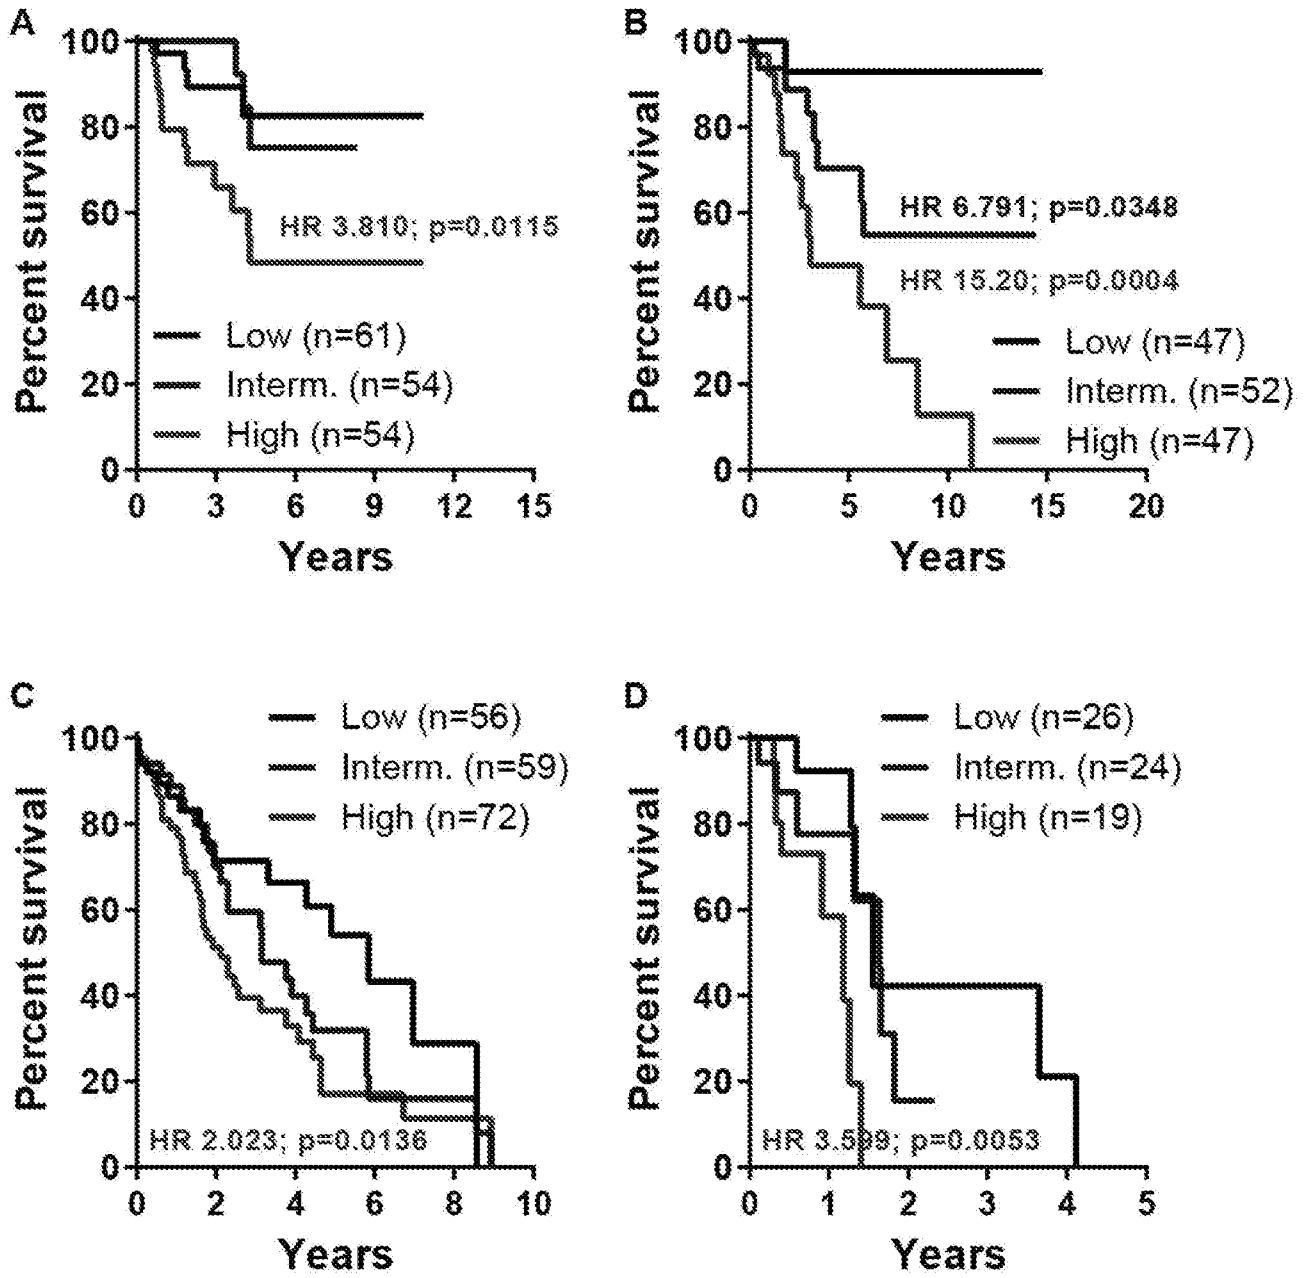 A
100
80
60
40
20
0
Percent survival
HR 3.810; p=0.0115
Low (n=61)
Interm. (n=54)
High (n=54)
0 3 6 9 12 15
Years
B
100
80
60
40
20
0
Percent survival
HR 6.791; p=0.0348
HR 15.20; p=0.0004
Low (n=47)
Interm. (n=52)
High (n=47)
0 5 10 15 20
Years
C
Low (n=56)
Interm. (n=59)
High (n=72)
100
80
60
40
20
0
Percent survival
HR 2.023; p=0.0136
0 2 4 6 8 10
Years
D
Low (n=26)
Interm. (n=24)
High (n=19)
100
80
60
40
20
0
Percent survival
HR 3.599; p=0.0053
0 1 2 3 4 5
Years